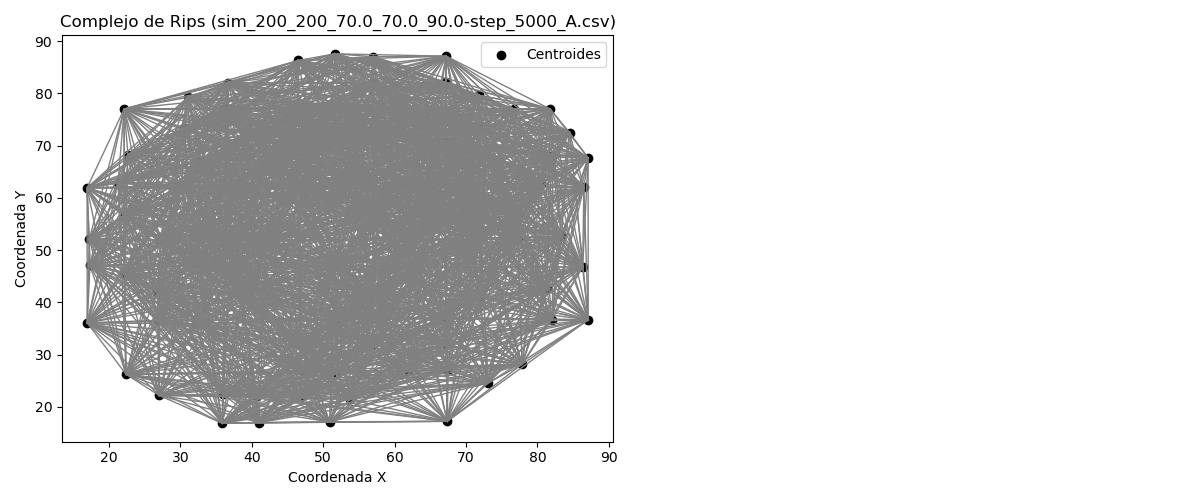 Complejo de Rips (sim_200_200_70.0_70.0_90.0-step_5000_A.csv)
Centroides
90
80
70
60
50
40
30
20
Coordenada Y
20 30 40 50 60 70 80 90
Coordenada X